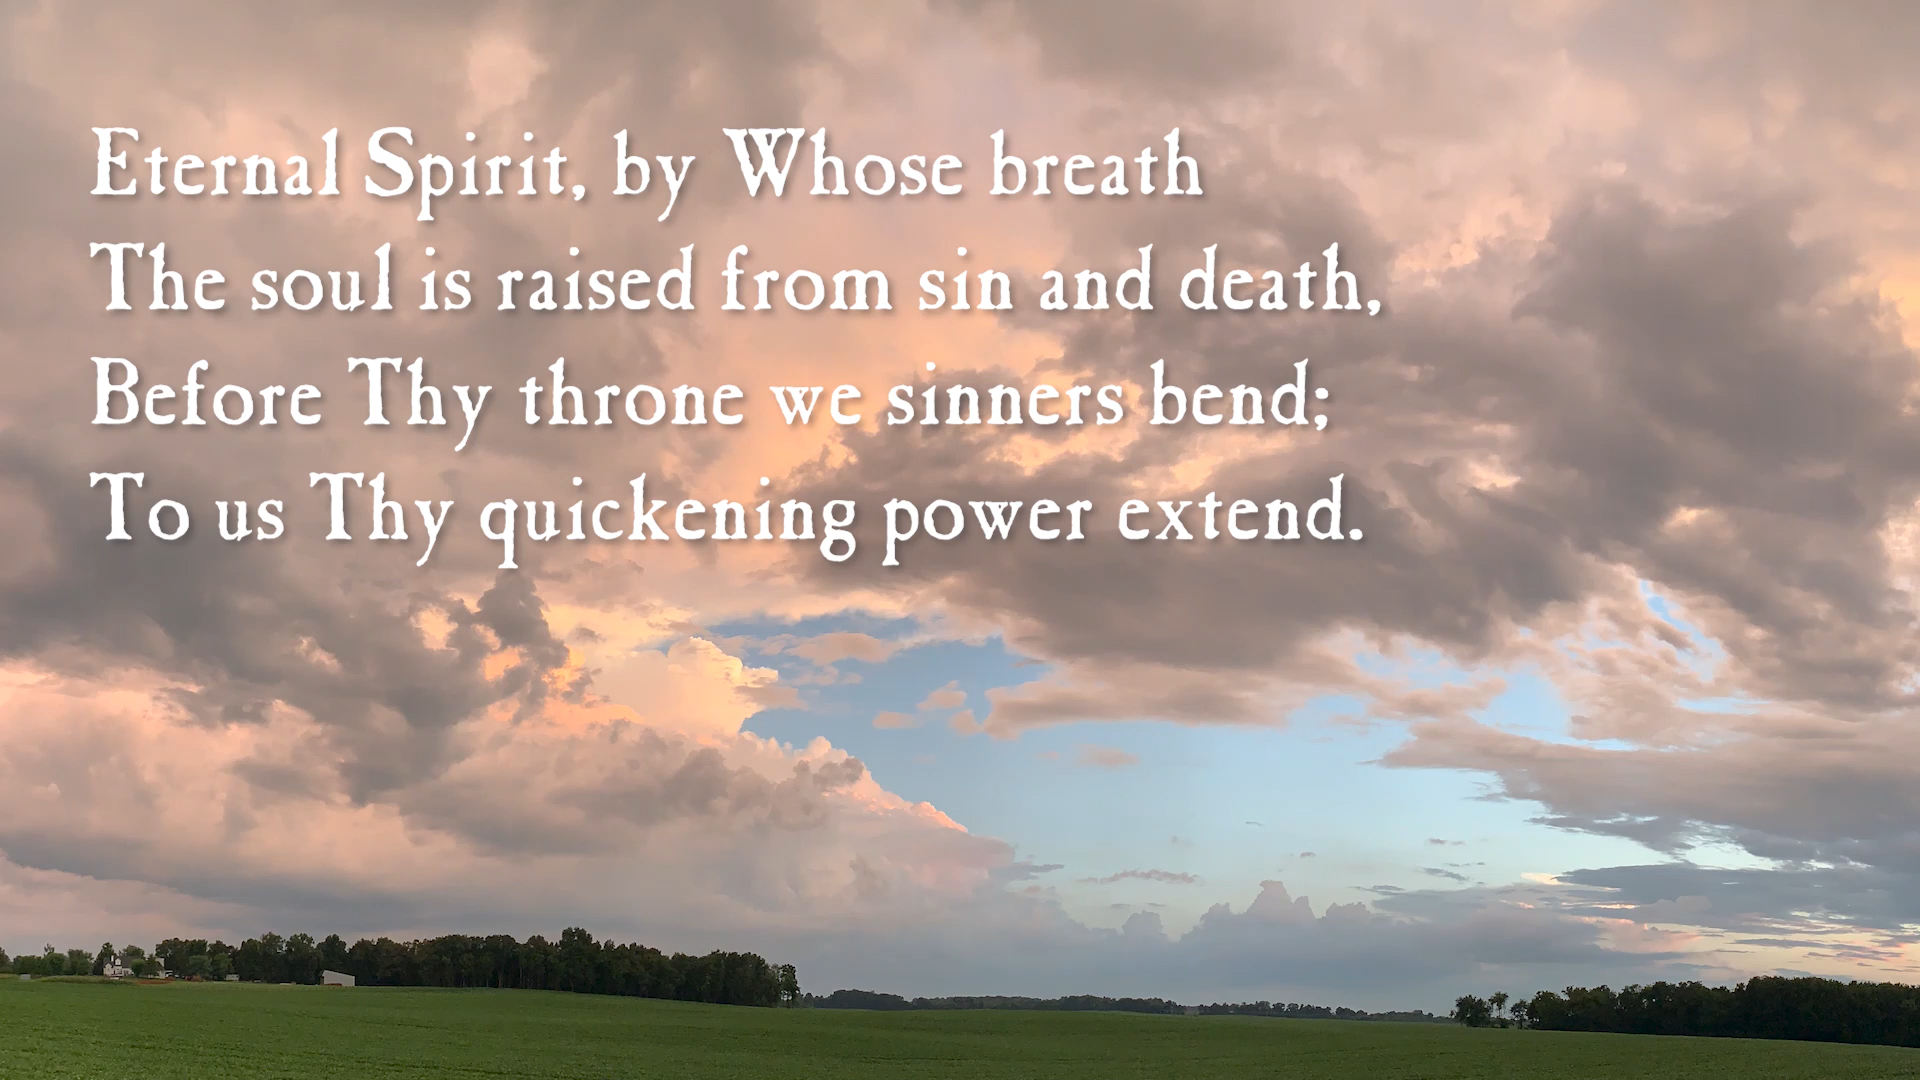 Eternal Spirit, by Whose breath
The soul is raised from sin and death,
Before Thy throne we sinners bend;
To us Thy quickening power extend.